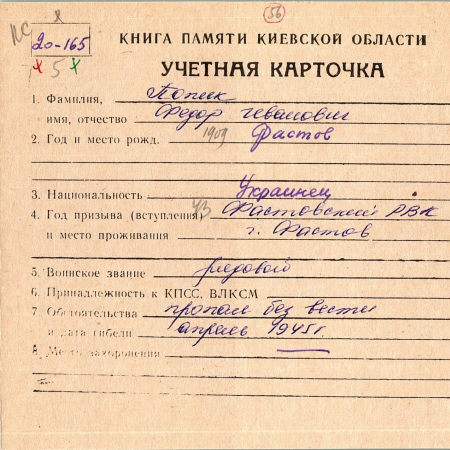 56
20-165
5
КНИГА ПАМЯТИ КИЕВСКОЙ ОБЛАСТИ
УЧЕТНАЯ КАРТОЧКА
1. Фамилия,
имя, отчество Федор Иванович
2. Год и место рожд. 1909 Фастов
3. Национальность Украинец
4. Год призыва (вступления) 43 Фастовский РВК
и место проживания г. Фастов
5. Воинское звание рядовой
6. Принадлежность к КПСС, ВЛКСМ
7. Обстоятельства пропал без вести
и дата гибели апрель 1945 г.
8. Место захоронения —